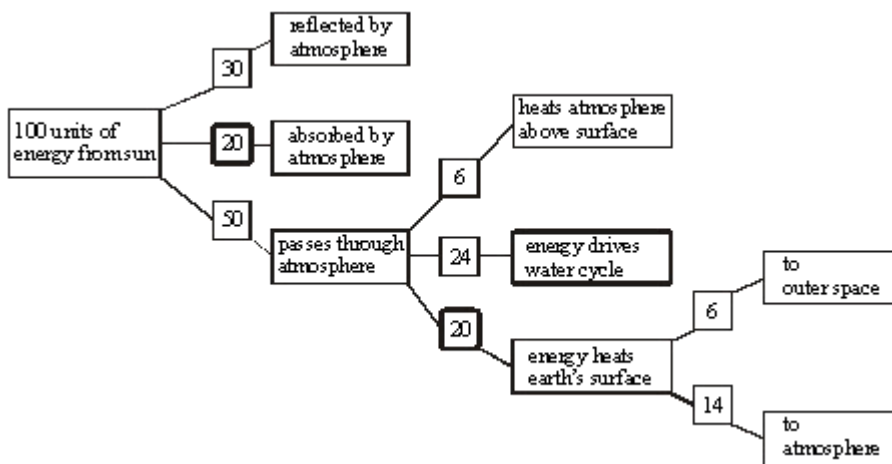 reflected by
atmosphere
30
100 units of
energy from sun
20
absorbed by
atmosphere
50
passes through
atmosphere
6
heats atmosphere
above surface
24
energy drives
water cycle
20
energy heats
earth's surface
6
to
outer space
14
to
atmosphere